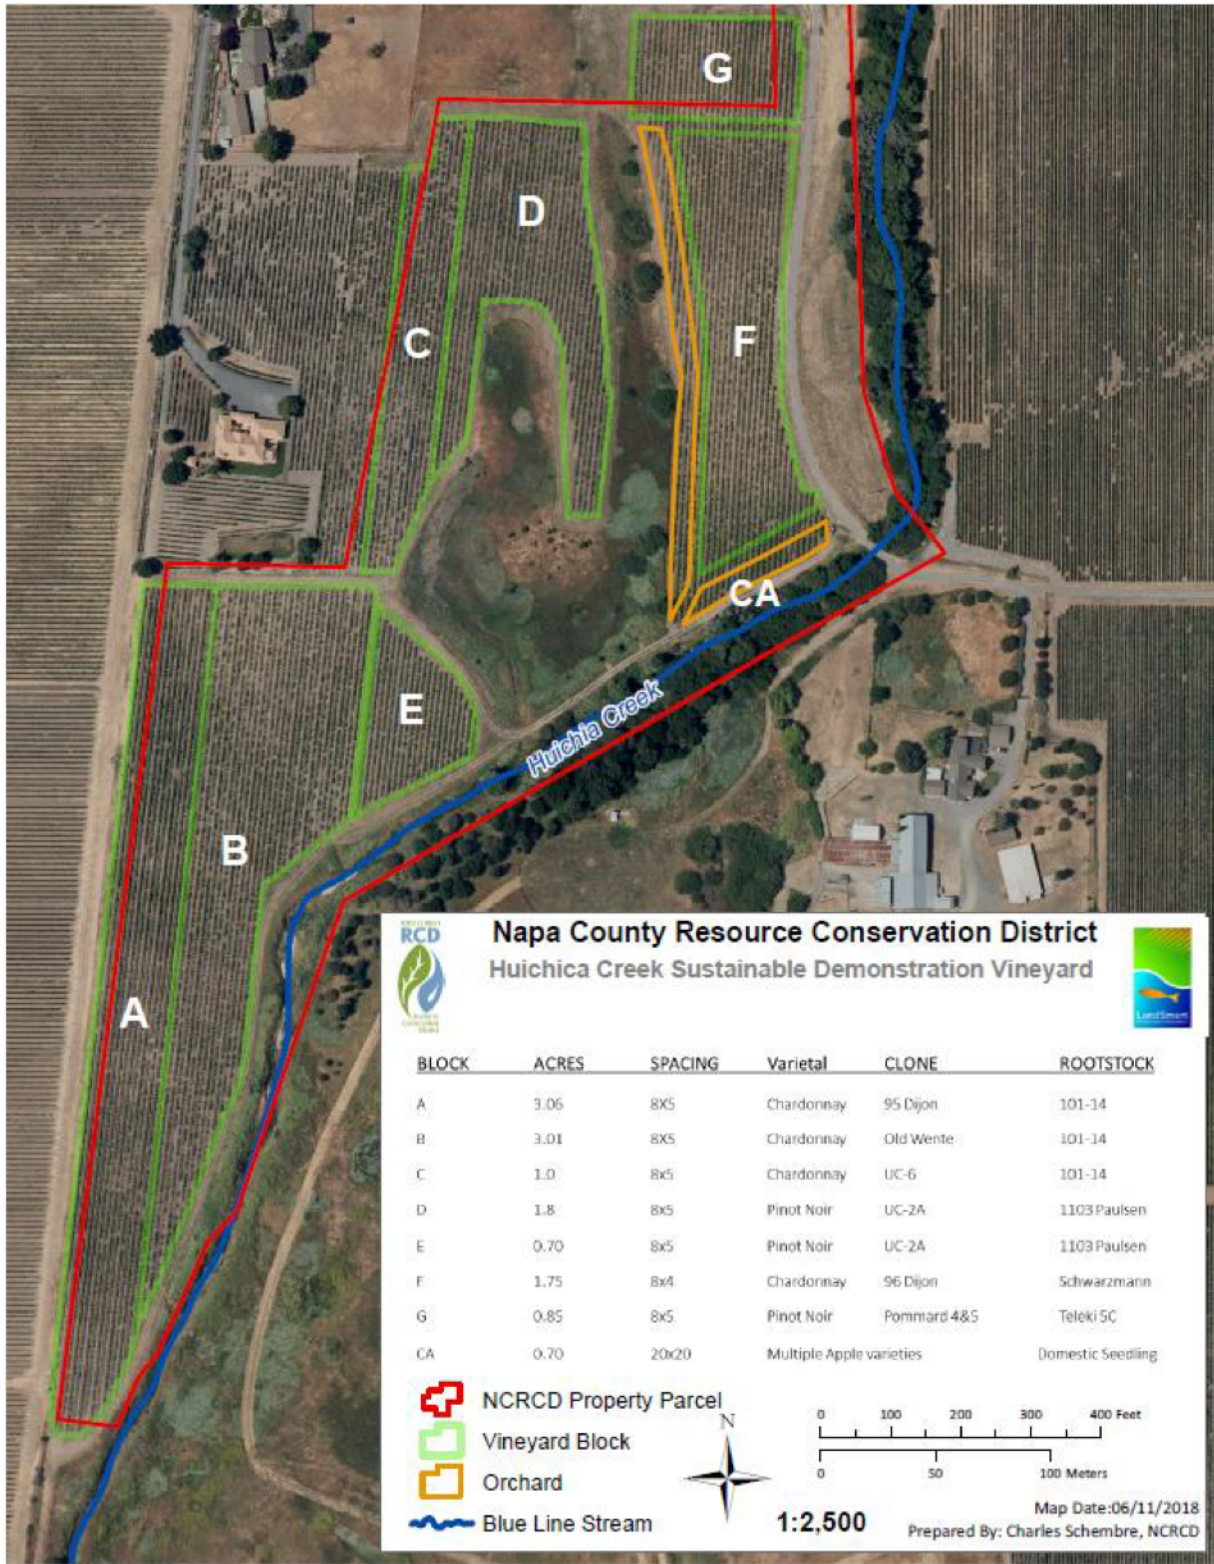 G
D
C
F
CA
E
Huichia Creek
B
A
RCD
Napa County Resource Conservation District
Huichica Creek Sustainable Demonstration Vineyard
LandSmart
BLOCK ACRES SPACING Varietal CLONE ROOTSTOCK
A 3.06 8X5 Chardonnay 95 Dijon 101-14
B 3.01 8X5 Chardonnay Old Wente 101-14
C 1.0 8x5 Chardonnay UC-6 101-14
D 1.8 8x5 Pinot Noir UC-2A 1103 Paulsen
E 0.70 8x5 Pinot Noir UC-2A 1103 Paulsen
F 1.75 8x4 Chardonnay 96 Dijon Schwarzmann
G 0.85 8x5 Pinot Noir Pommard 4&5 Teleki 5C
CA 0.70 20x20 Multiple Apple varieties Domestic Seedling
NCRCD Property Parcel
Vineyard Block
Orchard
Blue Line Stream
N
0 100 200 300 400 Feet
0 50 100 Meters
1:2,500
Map Date:06/11/2018
Prepared By: Charles Schembre, NCRCD